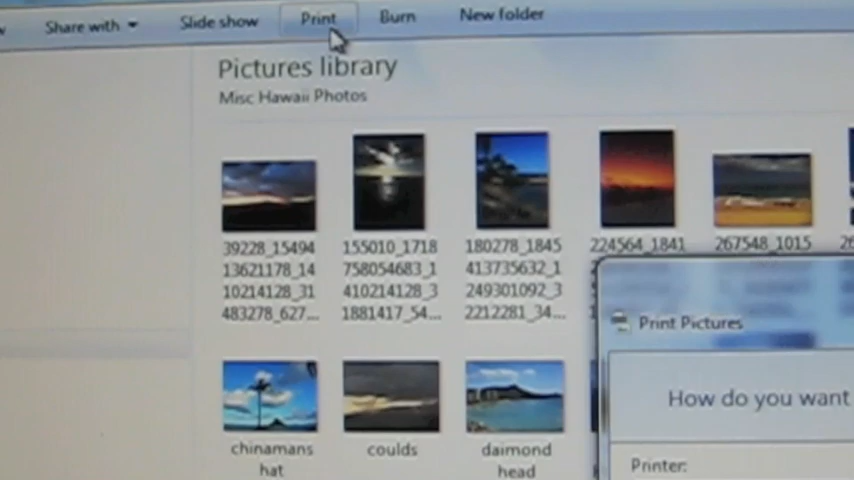 Share with Slide show Print Burn New folder
Pictures library
Misc Hawaii Photos
39228_15494 155010_1718 180278_1845 224564_1841 267548_1015
13621178_14 758054683_1 413735632_1
10214128_31 410214128_3 249301092_3
483278_627... 1881417_54... 2212281_34...
Print Pictures
How do you want
Printer:
chinamans coulds daimond
hat head